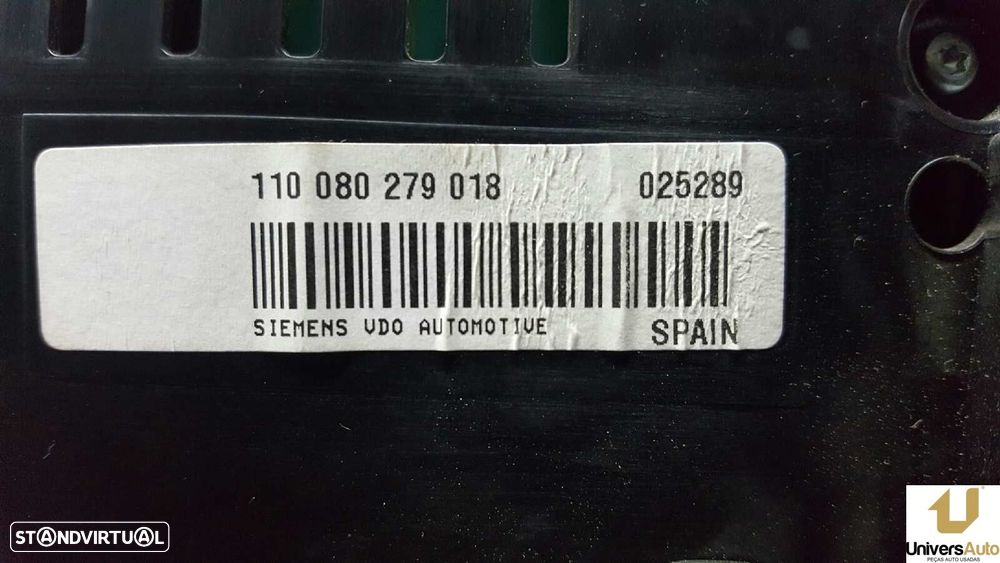 110 080 279 018 025289
SIEMENS VDO AUTOMOTIVE SPAIN
STANDVIRTUAL
UniversAuto
PEÇAS AUTO USADAS